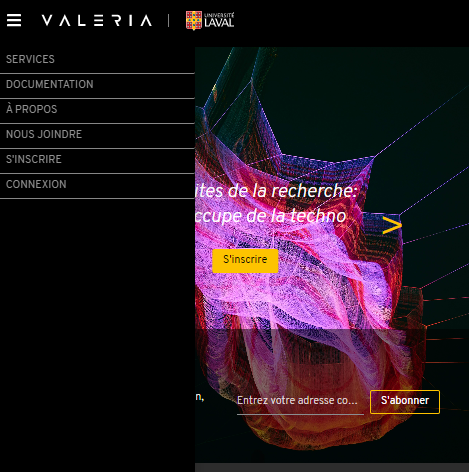 VALERIA
UNIVERSITÉ
LAVAL
SERVICES
DOCUMENTATION
À PROPOS
NOUS JOINDRE
S'INSCRIRE
CONNEXION
ites de la recherche:
ccupe de la techno
>
S'inscrire
n,
Entrez votre adresse co...
S'abonner